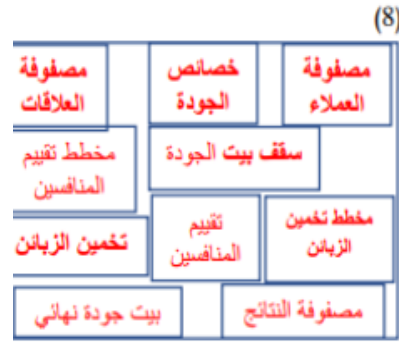 (8)
مصفوفة
العملاء
خصائص
الجودة
مصفوفة
العلاقات
سقف بيت الجودة
مخطط تقييم
المنافسين
مخطط تخمين
الزبائن
تقييم
المنافسين
تخمين الزبائن
مصفوفة النتائج
بيت جودة نهائي